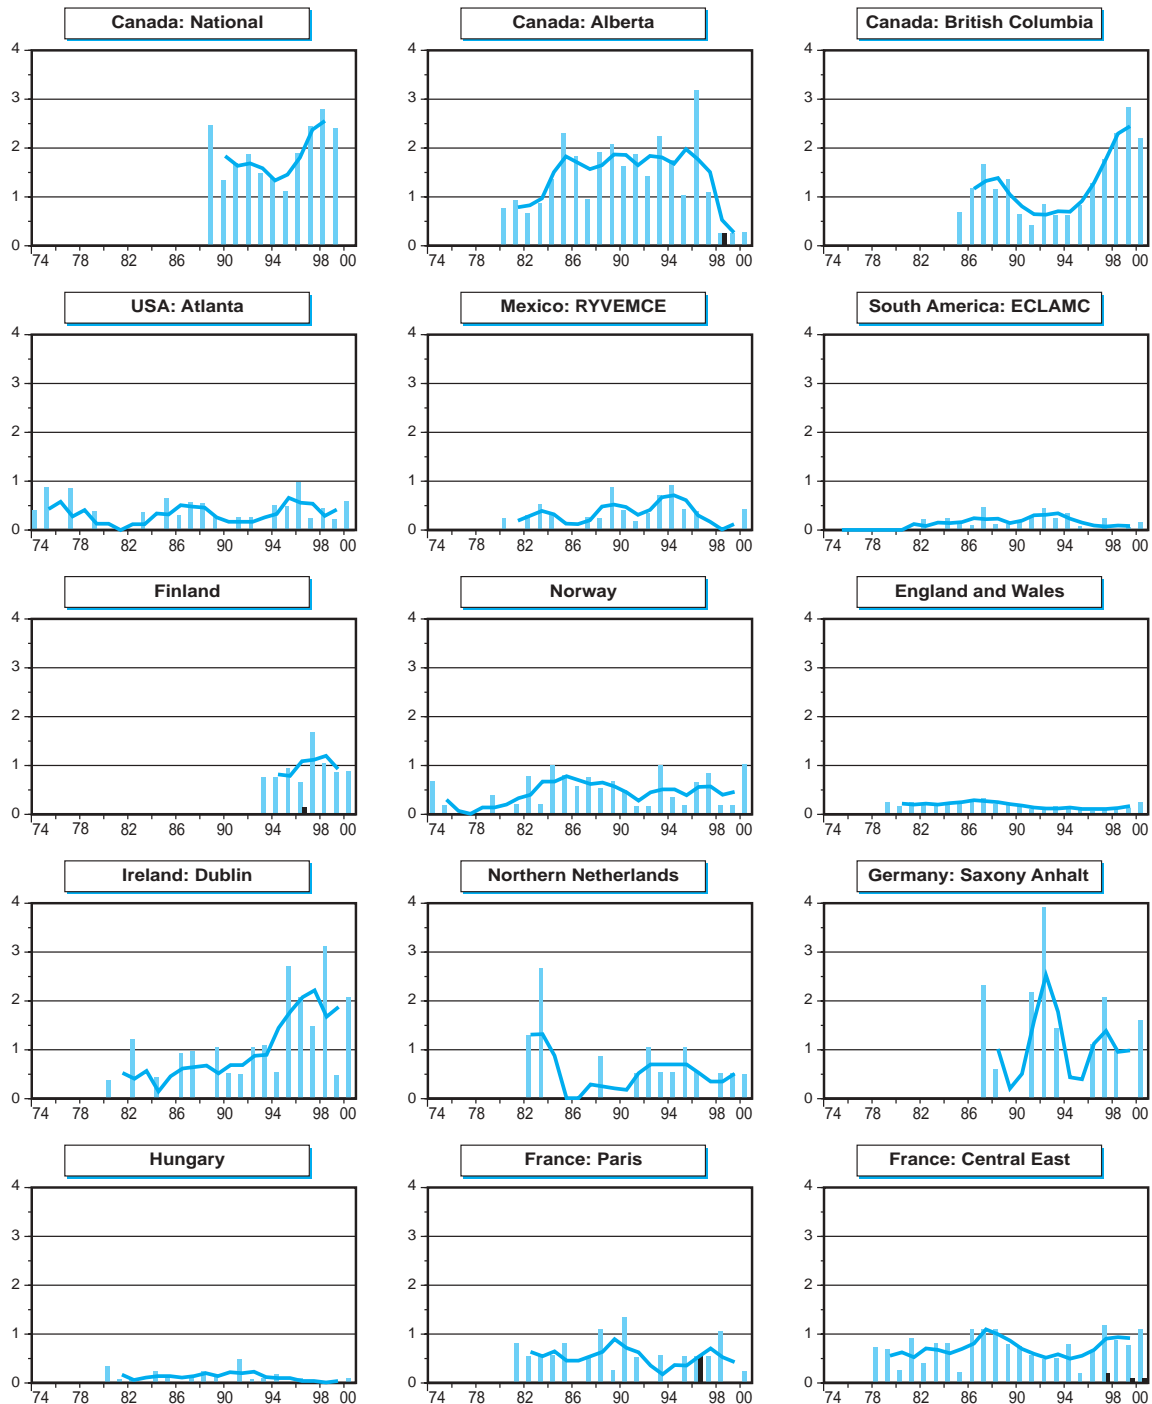 Canada: National
4
3
2
1
0
74 82 86 90 94 98 00
Canada: Alberta
4
3
2
1
0
74 78 82 86 90 94 98 00
Canada: British Columbia
4
3
2
1
0
74 78 82 86 90 94 98 00
USA: Atlanta
4
3
2
1
0
74 78 82 86 90 94 98 00
Mexico: RYVEMCE
4
3
2
1
0
74 78 82 86 90 94 98 00
South America: ECLAMC
4
3
2
1
0
74 78 82 86 90 94 98 00
Finland
4
3
2
1
0
74 78 82 86 90 94 98 00
Norway
4
3
2
1
0
74 78 82 86 90 94 98 00
England and Wales
4
3
2
1
0
74 78 82 86 90 94 98 00
Ireland: Dublin
4
3
2
1
0
74 78 82 86 90 94 98 00
Northern Netherlands
4
3
2
1
0
74 78 82 86 90 94 98 00
Germany: Saxony Anhalt
4
3
2
1
0
74 78 82 86 90 94 98 00
Hungary
4
3
2
1
0
74 78 82 86 90 94 98 00
France: Paris
4
3
2
1
0
74 78 82 86 90 94 98 00
France: Central East
4
3
2
1
0
74 78 82 86 90 94 98 00